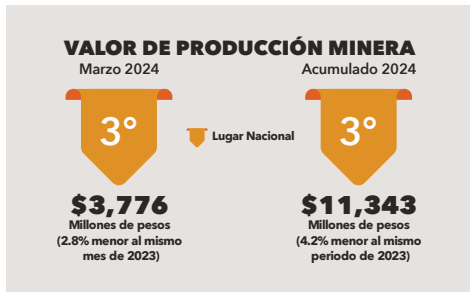 VALOR DE PRODUCCIÓN MINERA
Marzo 2024
Acumulado 2024
3°
Lugar Nacional
3°
$3,776
Millones de pesos
(2.8% menor al mismo
mes de 2023)
$11,343
Millones de pesos
(4.2% menor al mismo
periodo de 2023)